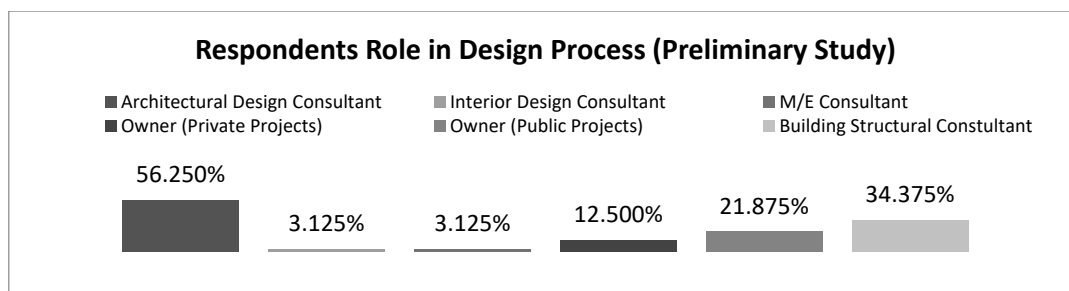 Respondents Role in Design Process (Preliminary Study)
Architectural Design Consultant Interior Design Consultant M/E Consultant
Owner (Private Projects) Owner (Public Projects) Building Structural Constultant
56.250% 3.125% 3.125% 12.500% 21.875% 34.375%